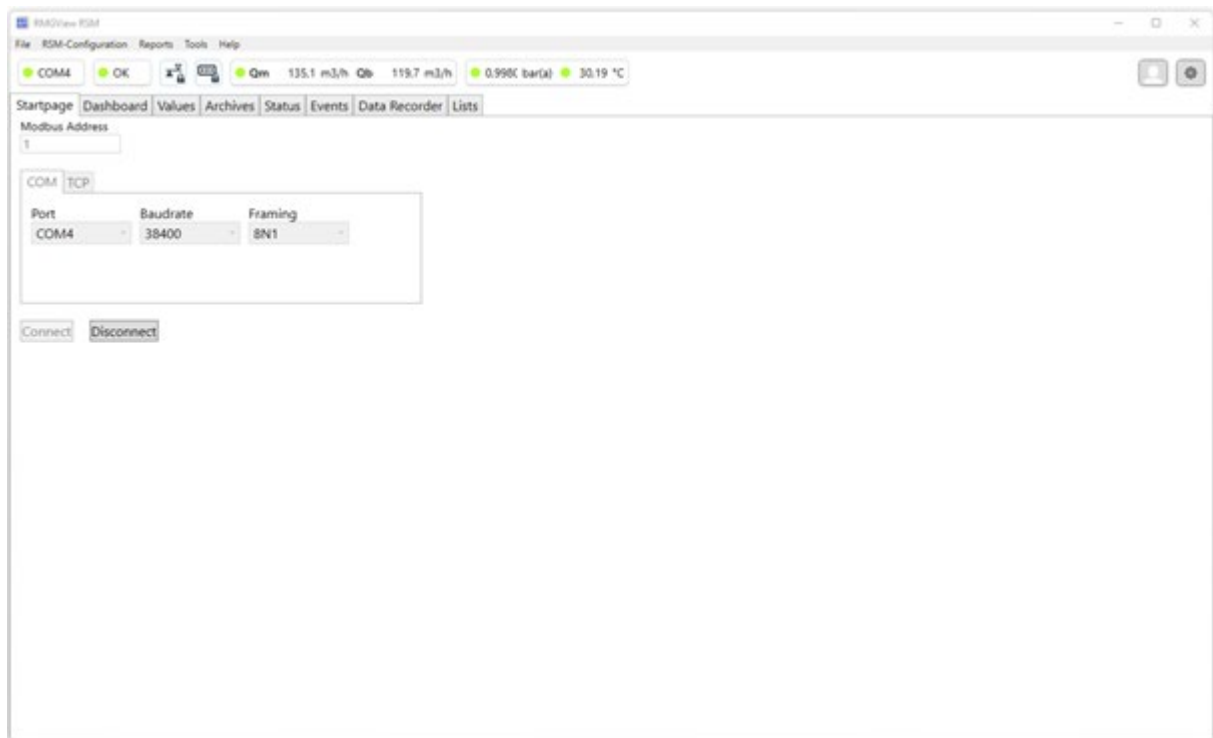 RMGView RSM
File RSM-Configuration Reports Tools Help
COM4 OK Qm 135.1 m3/h Qb 119.7 m3/h bar(a) 30.19 °C
Startpage Dashboard Values Archives Status Events Data Recorder Lists
Modbus Address
1
COM TCP
Port Baudrate Framing
COM4 38400 8N1
Connect Disconnect